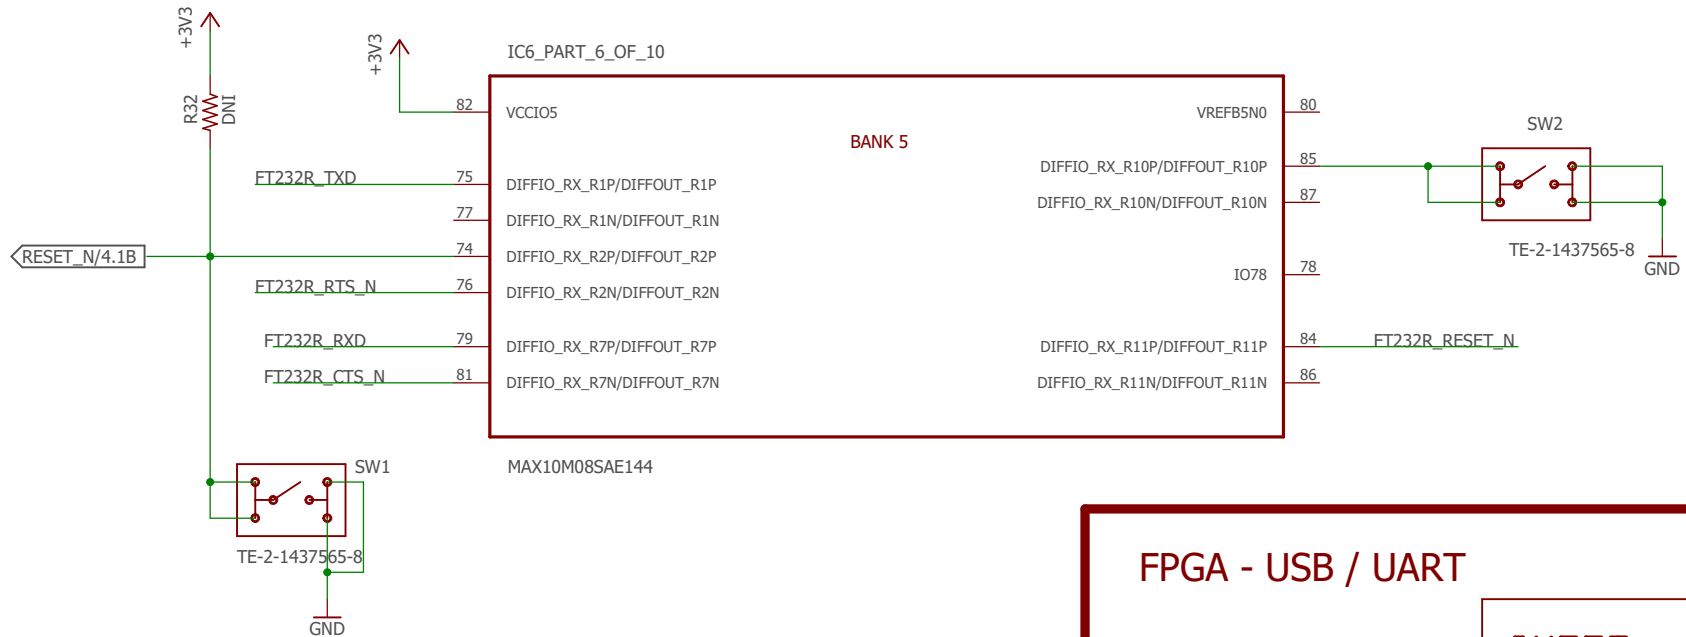 +3V3
+3V3
IC6_PART_6_OF_10
R32
DNI
82
VCCIO5
VREFB5N0
80
BANK 5
SW2
FT232R_TXD
75
DIFFIO_RX_R1P/DIFFOUT_R1P
DIFFIO_RX_R10P/DIFFOUT_R10P
85
77
DIFFIO_RX_R1N/DIFFOUT_R1N
DIFFIO_RX_R10N/DIFFOUT_R10N
87
RESET_N/4.1B
74
DIFFIO_RX_R2P/DIFFOUT_R2P
TE-2-1437565-8
GND
FT232R_RTS_N
76
DIFFIO_RX_R2N/DIFFOUT_R2N
IO78
78
FT232R_RXD
79
DIFFIO_RX_R7P/DIFFOUT_R7P
DIFFIO_RX_R11P/DIFFOUT_R11P
84
FT232R_RESET_N
FT232R_CTS_N
81
DIFFIO_RX_R7N/DIFFOUT_R7N
DIFFIO_RX_R11N/DIFFOUT_R11N
86
SW1
MAX10M08SAE144
TE-2-1437565-8
GND
FPGA - USB / UART